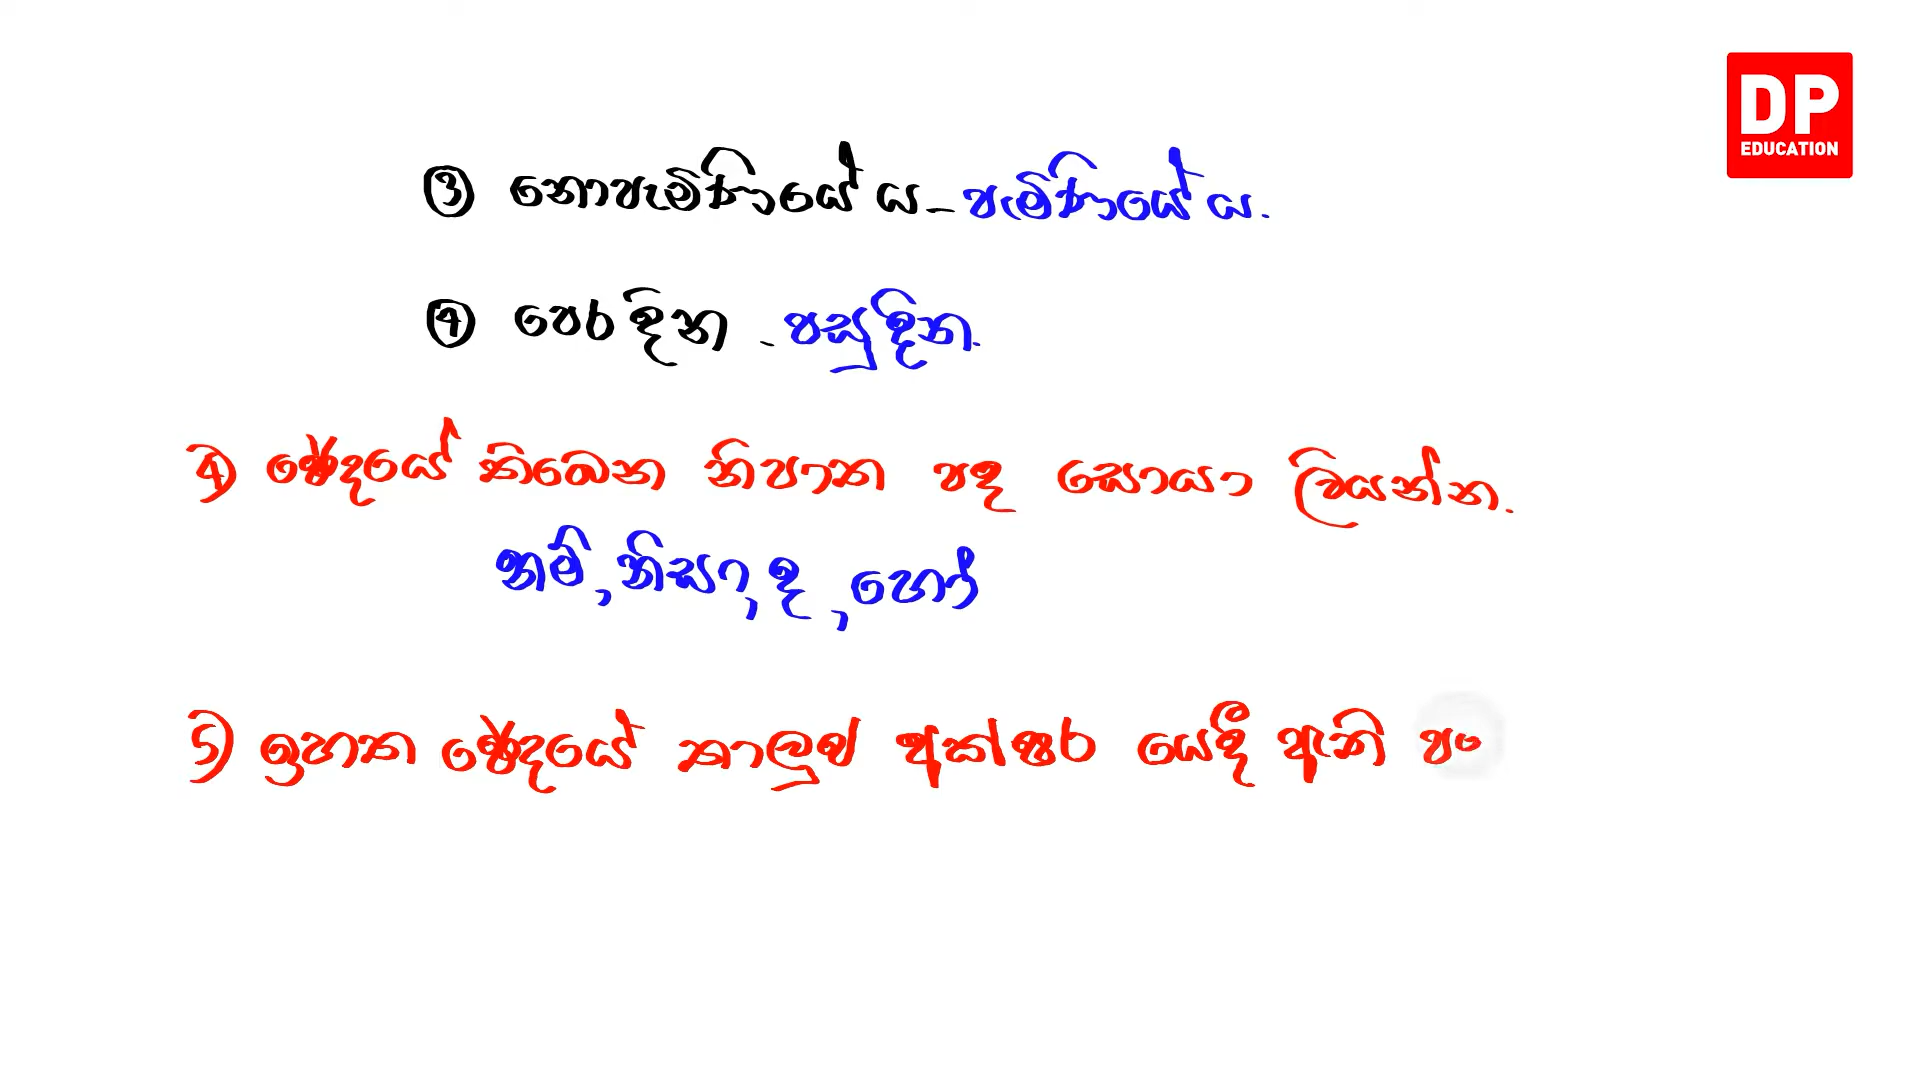 DP
EDUCATION
③ නොපැමිණියේ ය - පැමිණියේ ය.
④ පෙර දින - පසු දින.
4) ඡේදයේ තිබෙන නිපාත පද සොයා ලියන්න.
නම්, නිසා, ද, හෝ
5) ඉහත ඡේදයේ තාලුජ අක්ෂර යෙදී ඇති පං